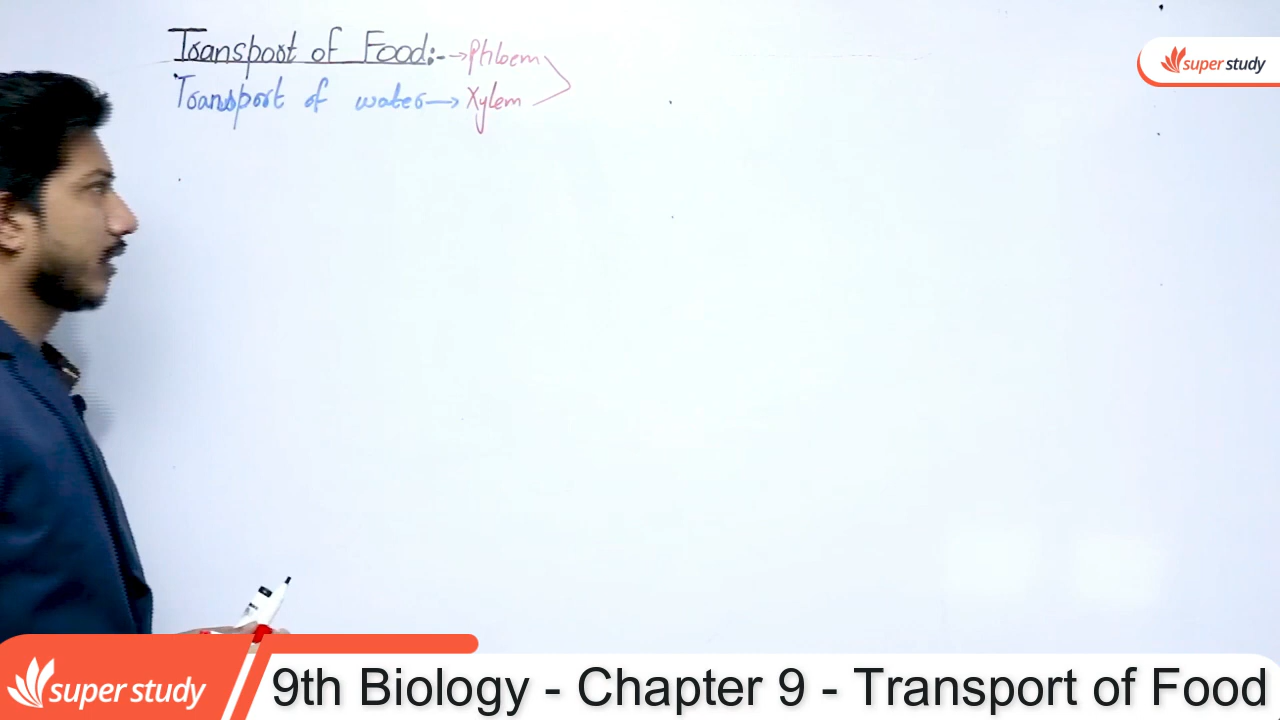 Transport of Food:-→Phloem
Transport of water→Xylem
super study
super study
9th Biology - Chapter 9 - Transport of Food